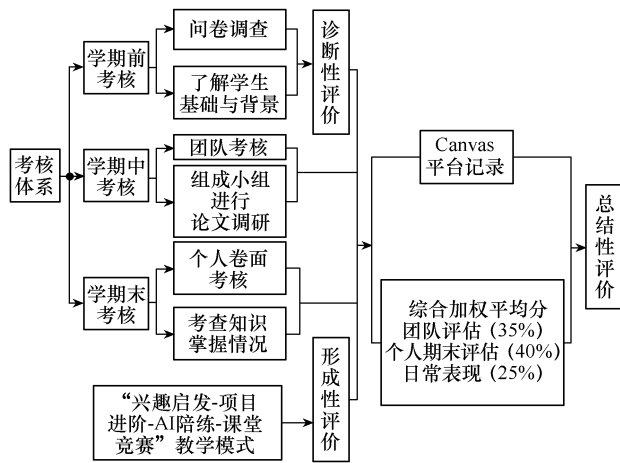 考核
体系
学期前
考核
问卷调查
了解学生
基础与背景
诊断性评价
学期中
考核
团队考核
组成小组
进行
论文调研
学期末
考核
个人卷面
考核
考查知识
掌握情况
“兴趣启发-项目
进阶-AI陪练-课堂
竞赛”教学模式
形成性评价
Canvas
平台记录
综合加权平均分
团队评估 (35%)
个人期末评估 (40%)
日常表现 (25%)
总结性评价